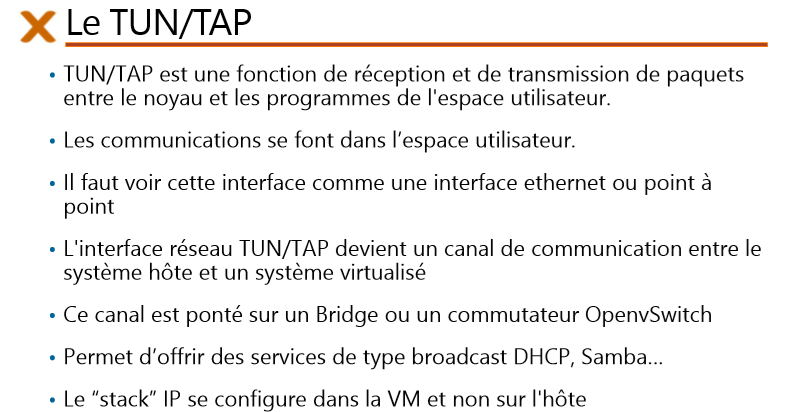 Le TUN/TAP
• TUN/TAP est une fonction de réception et de transmission de paquets
entre le noyau et les programmes de l'espace utilisateur.
• Les communications se font dans l’espace utilisateur.
• Il faut voir cette interface comme une interface ethernet ou point à
point
• L'interface réseau TUN/TAP devient un canal de communication entre le
système hôte et un système virtualisé
• Ce canal est ponté sur un Bridge ou un commutateur OpenvSwitch
• Permet d’offrir des services de type broadcast DHCP, Samba…
• Le “stack” IP se configure dans la VM et non sur l'hôte